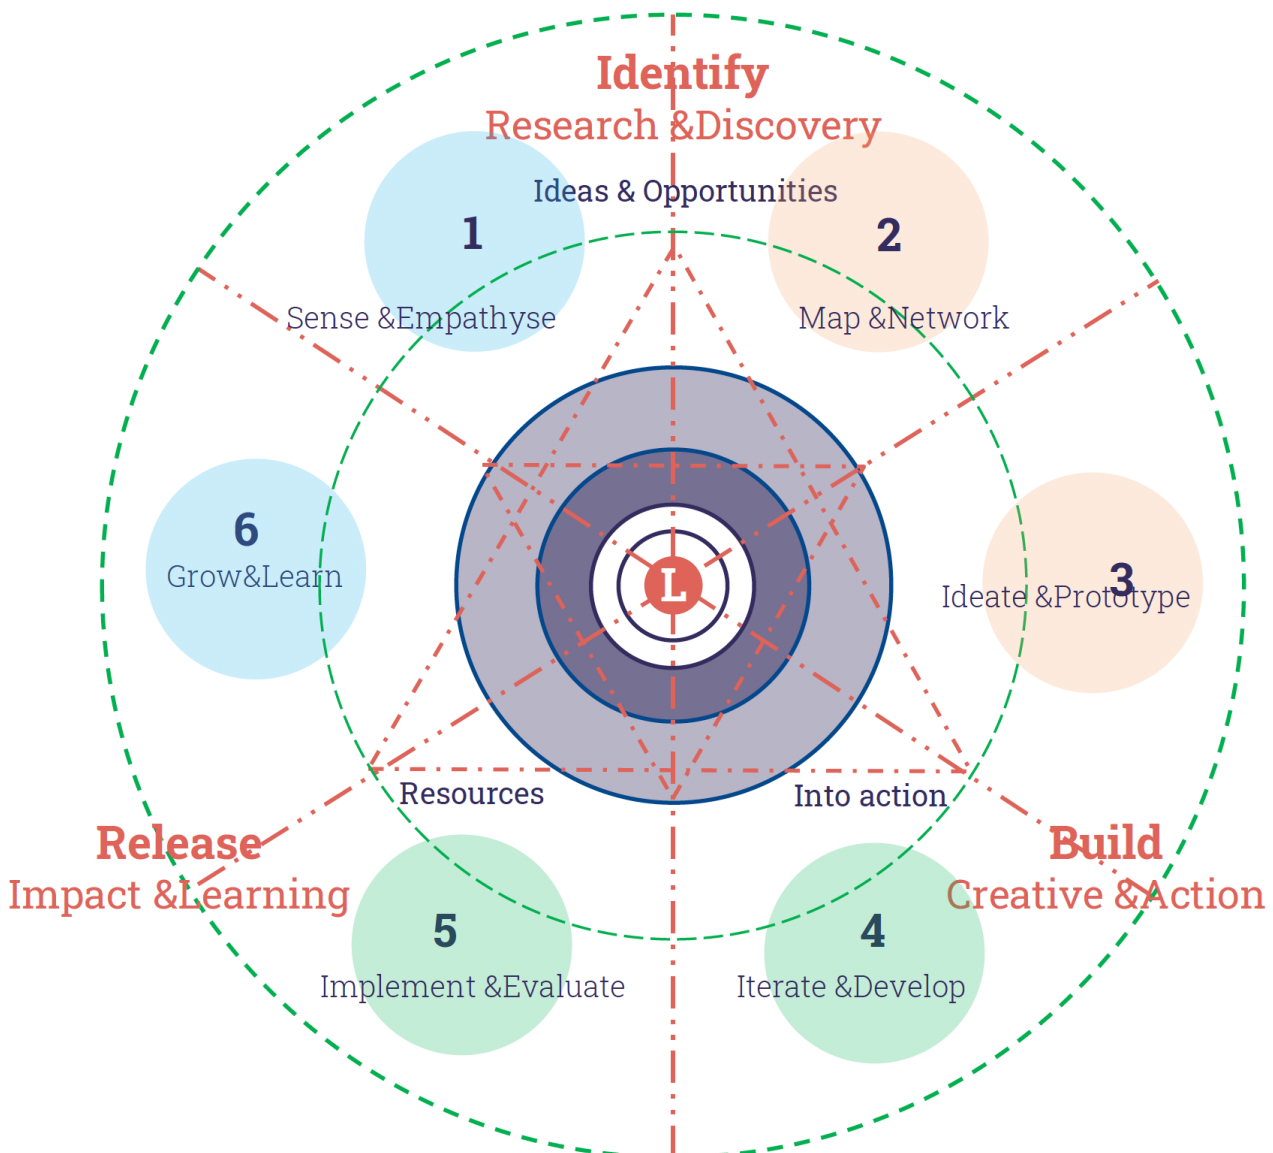 Identify
Research &Discovery
Ideas & Opportunities
1
2
Sense &Empathyse
Map &Network
6
Grow&Learn
3
Ideate &Prototype
L
Resources
Into action
Release
Impact &Learning
Build
Creative &Action
5
Implement &Evaluate
4
Iterate &Develop